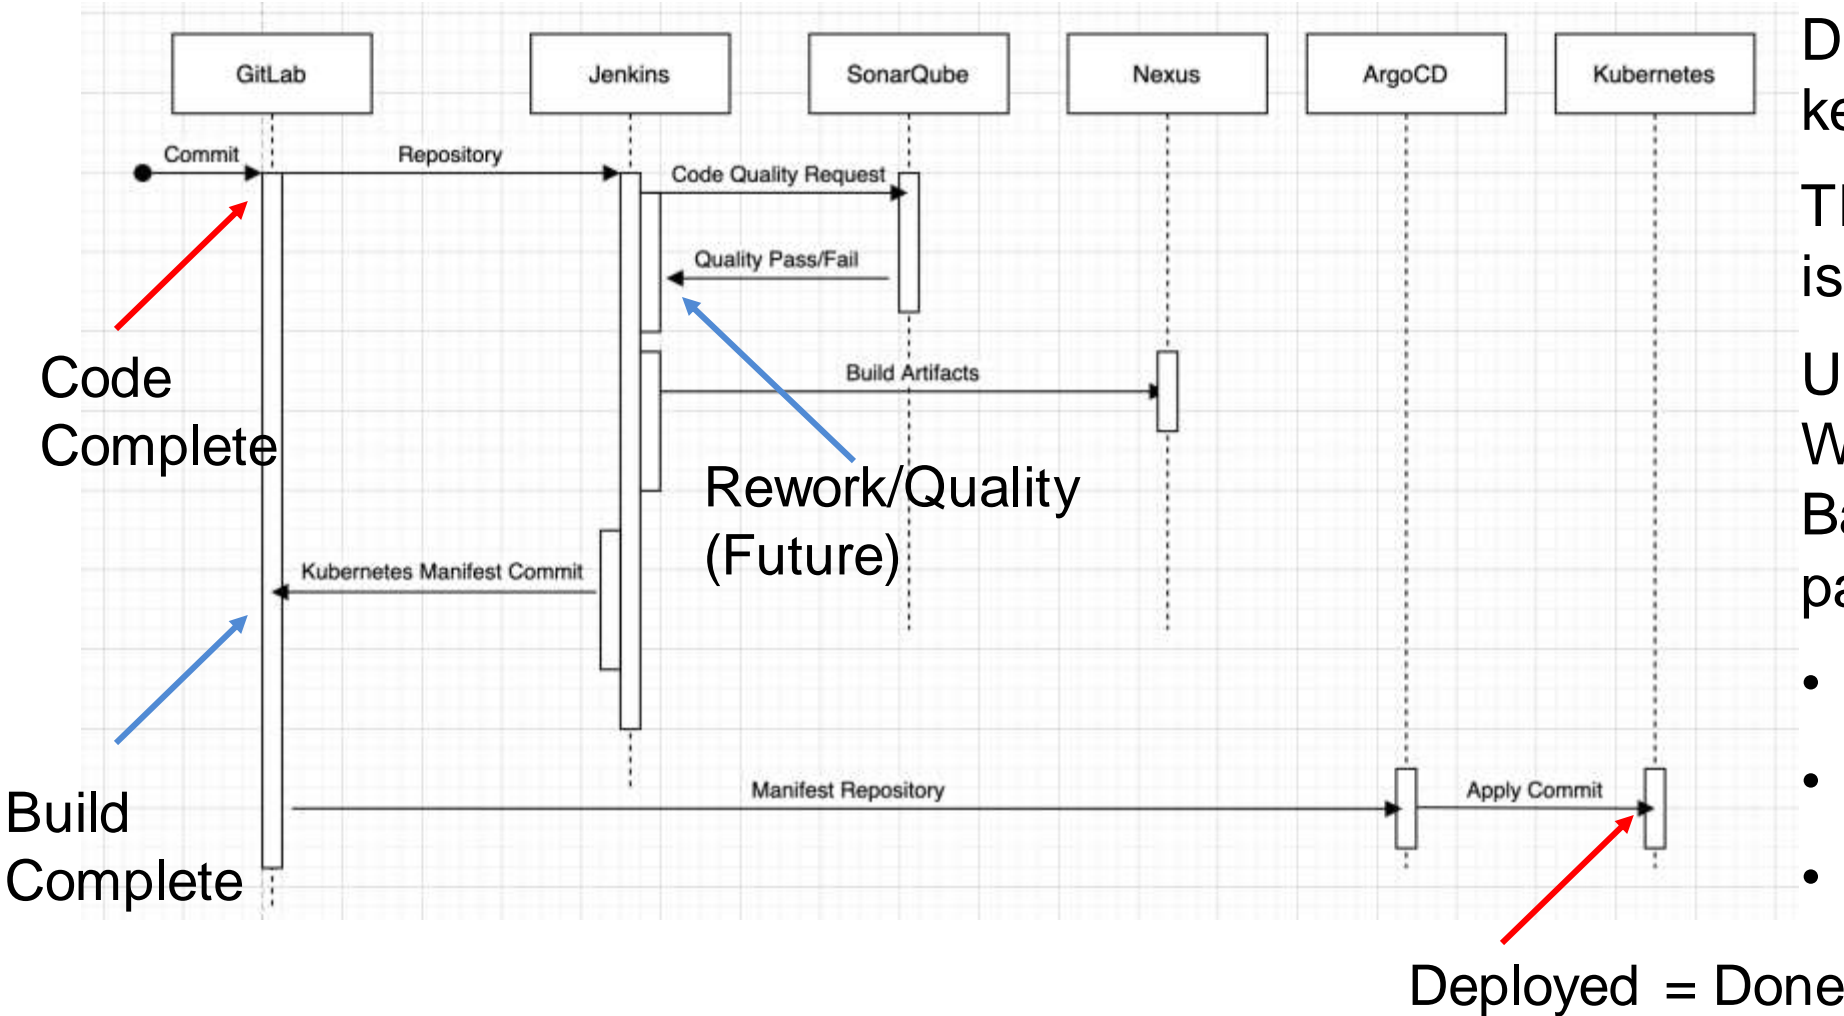 GitLab
Jenkins
SonarQube
Nexus
ArgoCD
Kubernetes
Commit
Repository
Code Quality Request
Quality Pass/Fail
Build Artifacts
Kubernetes Manifest Commit
Manifest Repository
Apply Commit
Code
Complete
Rework/Quality
(Future)
Build
Complete
Deployed = Done
is
•
•
•